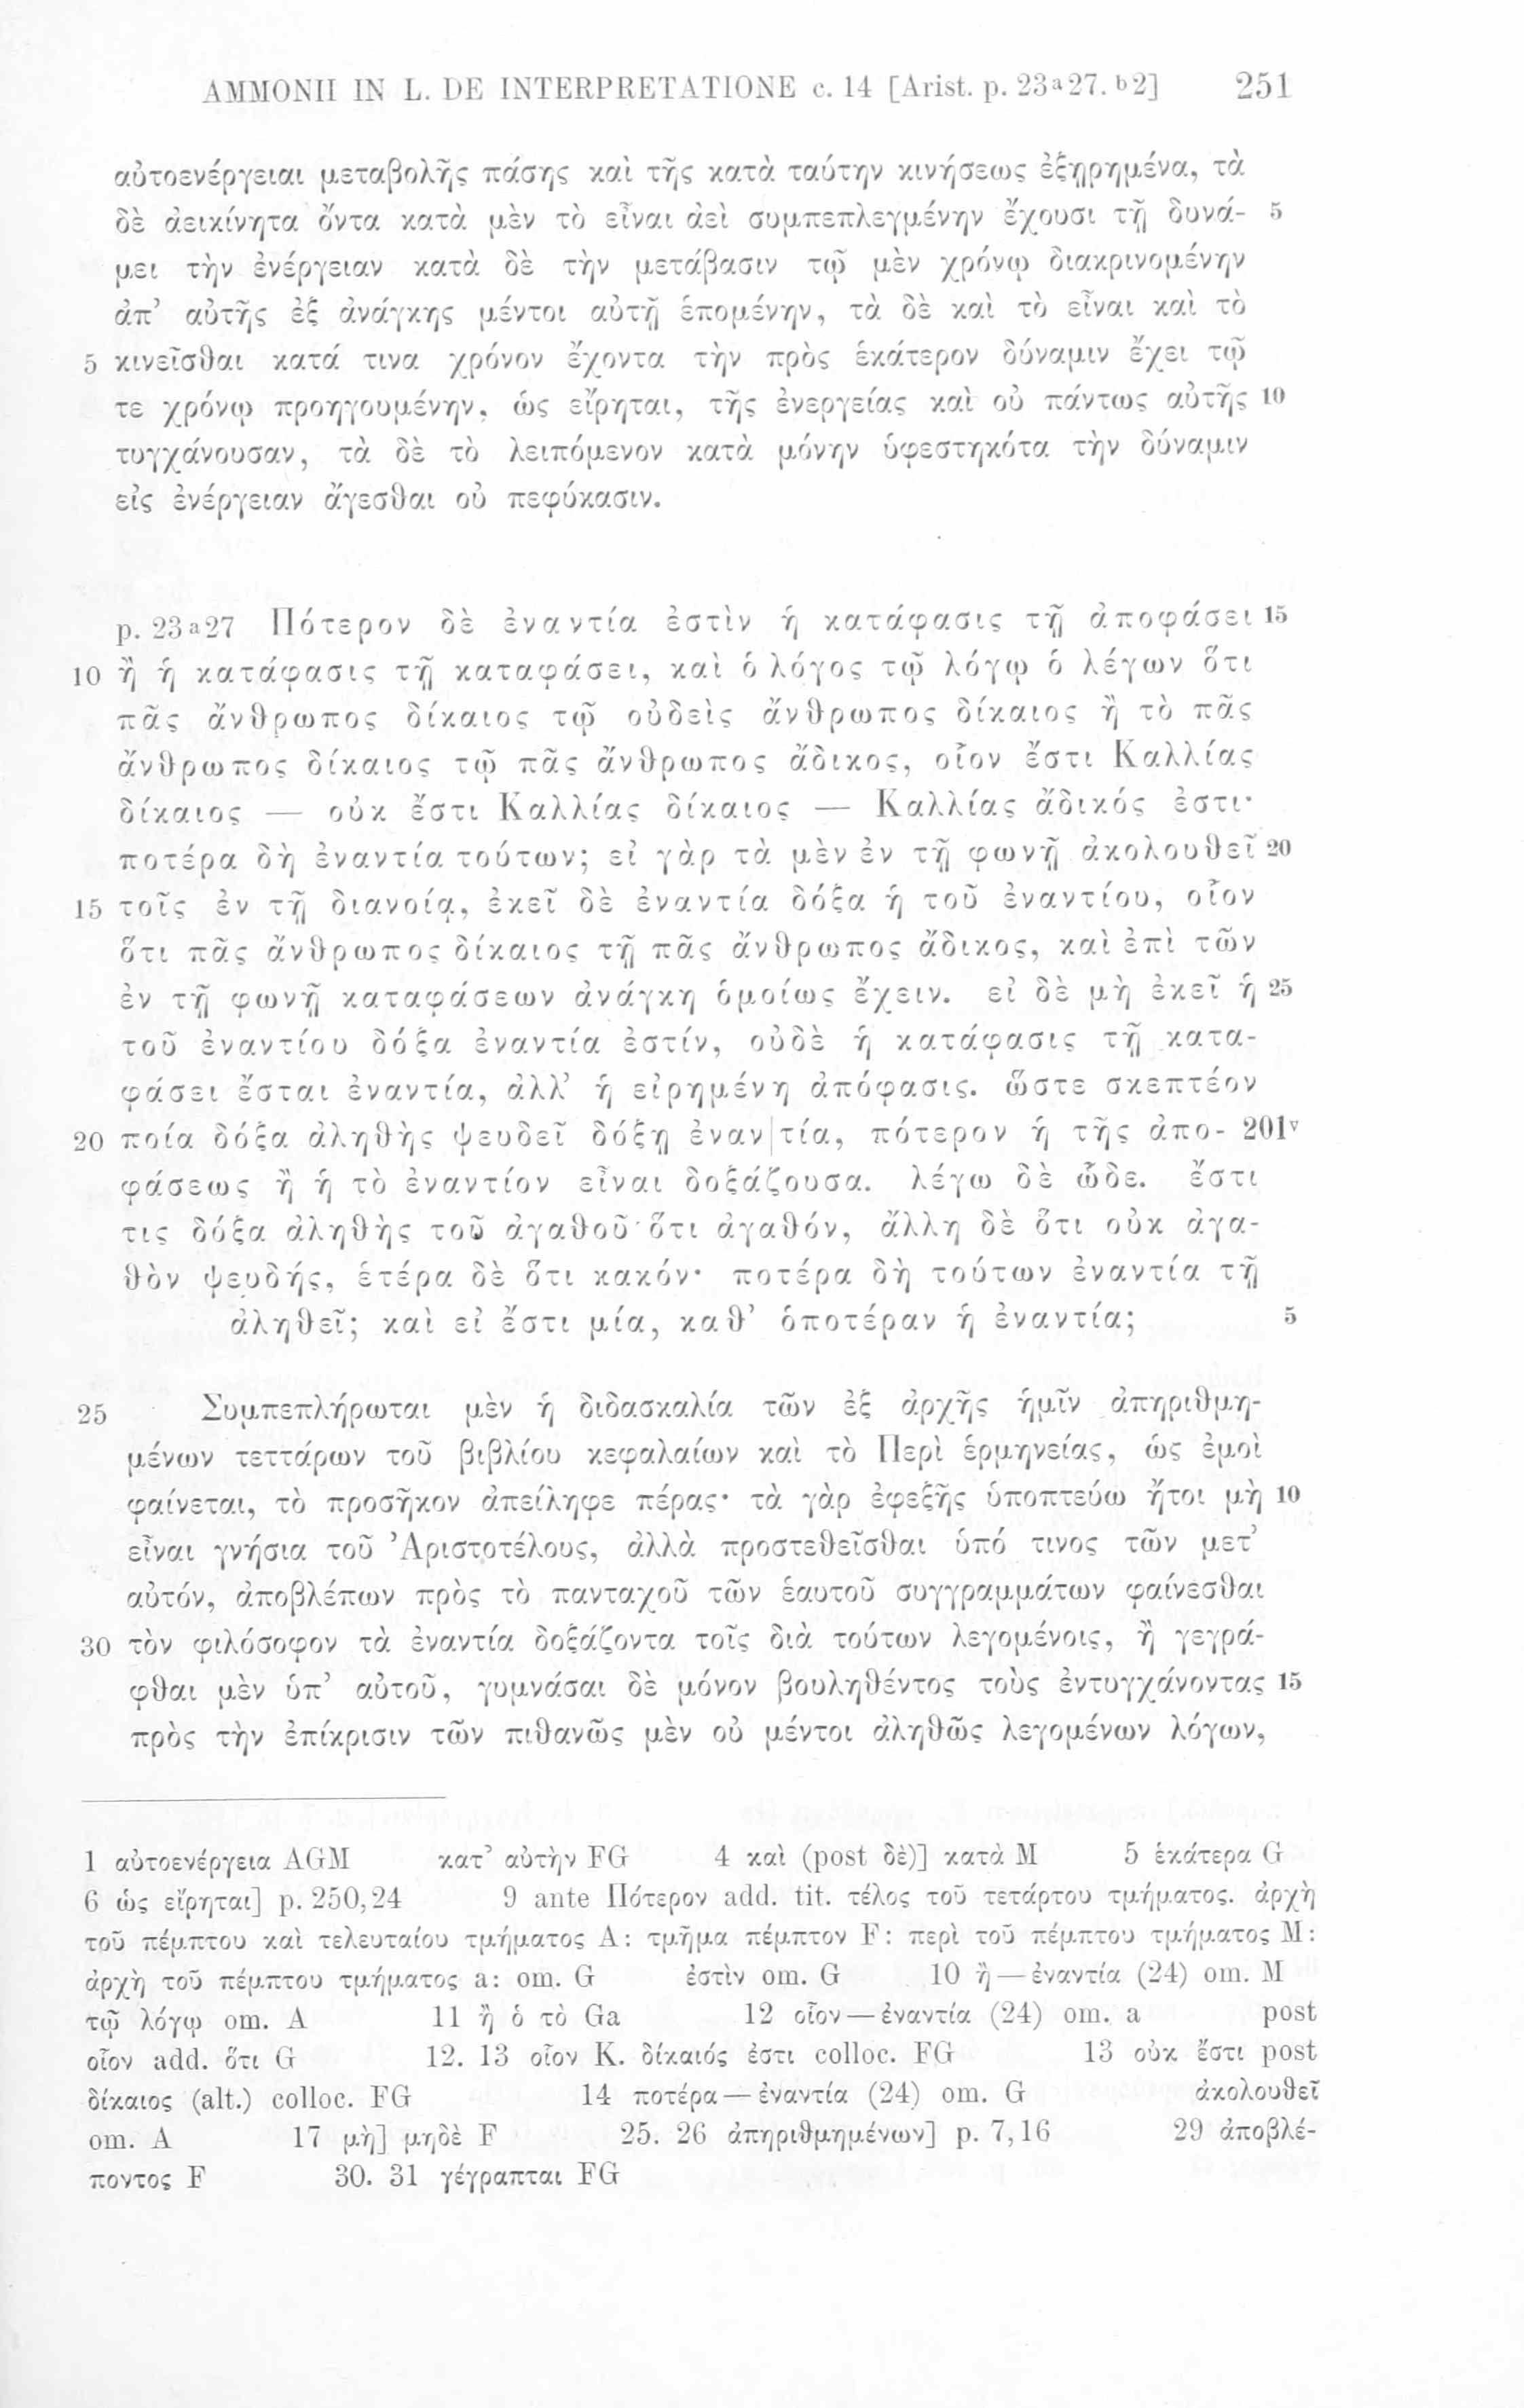 AMMONII IN L. DE INTERPRETATIONE c. 14 [Arist. p. 23a27. b2] 251
αὐτοενέργειαι μεταβολῆς πάσης καὶ τῆς κατὰ ταύτην κινήσεως ἐξῃρημένα, τὰ
δὲ ἀεικίνητα ὄντα κατὰ μὲν τὸ εἶναι ἀεὶ συμπεπλεγμένην ἔχουσι τῇ δυνά- 5
μει τὴν ἐνέργειαν κατὰ δὲ τὴν μετάβασιν τῷ μὲν χρόνῳ διακρινομένην
ἀπ’ αὐτῆς ἐξ ἀνάγκης μέντοι αὐτῇ ἑπομένην, τὰ δὲ καὶ τὸ εἶναι καὶ τὸ
5 κινεῖσθαι κατά τινα χρόνον ἔχοντα τὴν πρὸς ἑκάτερον δύναμιν ἔχει τῷ
τε χρόνῳ προηγουμένην, ὡς εἴρηται, τῆς ἐνεργείας καὶ οὐ πάντως αὐτῆς 10
τυγχάνουσαν, τὰ δὲ τὸ λειπόμενον κατὰ μόνην ὑφεστηκότα τὴν δύναμιν
εἰς ἐνέργειαν ἄγεσθαι οὐ πεφύκασιν.
p. 23a27 Πότερον δὲ ἐναντία ἐστὶν ἡ κατάφασις τῇ ἀποφάσει 15
10 ἢ ἡ κατάφασις τῇ καταφάσει, καὶ ὁ λόγος τῷ λόγῳ ὁ λέγων ὅτι
πᾶς ἄνθρωπος δίκαιος τῷ οὐδεὶς ἄνθρωπος δίκαιος ἢ τὸ πᾶς
ἄνθρωπος δίκαιος τῷ πᾶς ἄνθρωπος ἄδικος, οἷον ἔστι Καλλίας
δίκαιος — οὐκ ἔστι Καλλίας δίκαιος — Καλλίας ἄδικός ἐστι·
ποτέρα δὴ ἐναντία τούτων; εἰ γὰρ τὰ μὲν ἐν τῇ φωνῇ ἀκολουθεῖ 20
15 τοῖς ἐν τῇ διανοίᾳ, ἐκεῖ δὲ ἐναντία δόξα ἡ τοῦ ἐναντίου, οἷον
ὅτι πᾶς ἄνθρωπος δίκαιος τῇ πᾶς ἄνθρωπος ἄδικος, καὶ ἐπὶ τῶν
ἐν τῇ φωνῇ καταφάσεων ἀνάγκη ὁμοίως ἔχειν. εἰ δὲ μὴ ἐκεῖ ἡ 25
τοῦ ἐναντίου δόξα ἐναντία ἐστίν, οὐδὲ ἡ κατάφασις τῇ κατα-
φάσει ἔσται ἐναντία, ἀλλ’ ἡ εἰρημένη ἀπόφασις. ὥστε σκεπτέον
20 ποία δόξα ἀληθὴς ψευδεῖ δόξῃ ἐναν|τία, πότερον ἡ τῆς ἀπο- 201v
φάσεως ἢ ἡ τὸ ἐναντίον εἶναι δοξάζουσα. λέγω δὲ ὧδε. ἔστι
τις δόξα ἀληθὴς τοῦ ἀγαθοῦ ὅτι ἀγαθόν, ἄλλη δὲ ὅτι οὐκ ἀγα-
θὸν ψευδής, ἑτέρα δὲ ὅτι κακόν· ποτέρα δὴ τούτων ἐναντία τῇ
ἀληθεῖ; καὶ εἰ ἔστι μία, καθ’ ὁποτέραν ἡ ἐναντία; 5
25 Συμπεπλήρωται μὲν ἡ διδασκαλία τῶν ἐξ ἀρχῆς ἡμῖν ἀπηριθμη-
μένων τεττάρων τοῦ βιβλίου κεφαλαίων καὶ τὸ Περὶ ἑρμηνείας, ὡς ἐμοὶ
φαίνεται, τὸ προσῆκον ἀπείληφε πέρας· τὰ γὰρ ἐφεξῆς ὑποπτεύω ἤτοι μὴ 10
εἶναι γνήσια τοῦ Ἀριστοτέλους, ἀλλὰ προστεθεῖσθαι ὑπό τινος τῶν μετ’
αὐτόν, ἀποβλέπων πρὸς τὸ πανταχοῦ τῶν ἑαυτοῦ συγγραμμάτων φαίνεσθαι
30 τὸν φιλόσοφον τὰ ἐναντία δοξάζοντα τοῖς διὰ τούτων λεγομένοις, ἢ γεγρά-
φθαι μὲν ὑπ’ αὐτοῦ, γυμνάσαι δὲ μόνον βουληθέντος τοὺς ἐντυγχάνοντας 15
πρὸς τὴν ἐπίκρισιν τῶν πιθανῶς μὲν οὐ μέντοι ἀληθῶς λεγομένων λόγων,
1 αὐτοενέργεια AGM κατ’ αὐτὴν FG 4 καὶ (post δὲ)] κατὰ M 5 ἑκάτερα G
6 ὡς εἴρηται] p. 250,24 9 ante Πότερον add. tit. τέλος τοῦ τετάρτου τμήματος. ἀρχὴ
τοῦ πέμπτου καὶ τελευταίου τμήματος A: τμῆμα πέμπτον F: περὶ τοῦ πέμπτου τμήματος M:
ἀρχὴ τοῦ πέμπτου τμήματος a: om. G ἐστὶν om. G 10 ἢ — ἐναντία (24) om. M
τῷ λόγῳ om. A 11 ἢ ὁ τὸ Ga 12 οἷον — ἐναντία (24) om. a post
οἷον add. ὅτι G 12. 13 οἷον Κ. δίκαιός ἐστι colloc. FG 13 οὐκ ἔστι post
δίκαιος (alt.) colloc. FG 14 ποτέρα — ἐναντία (24) om. G ἀκολουθεῖ
om. A 17 μὴ] μηδὲ F 25. 26 ἀπηριθμημένων] p. 7,16 29 ἀποβλέ-
ποντος F 30. 31 γέγραπται FG